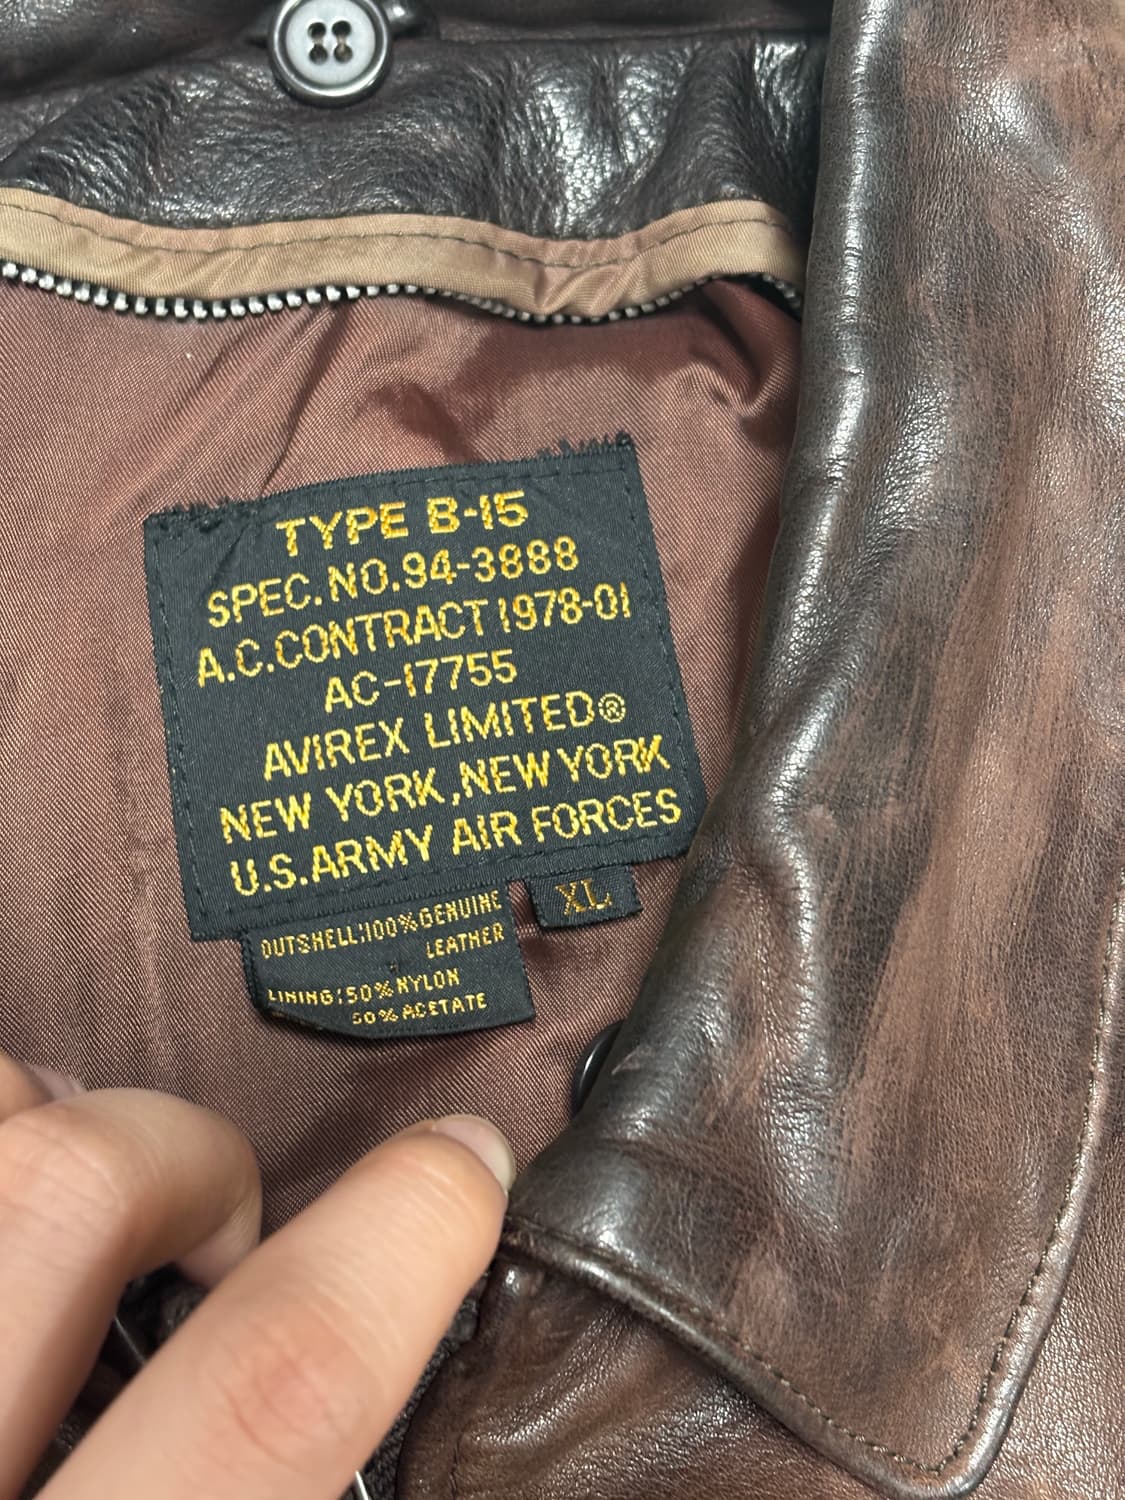 TYPE B-15
SPEC.NO.94-3888
A.C.CONTRACT 1978-01
AC-17755
AVIREX LIMITED®
NEW YORK,NEW YORK
U.S.ARMY AIR FORCES
XL
OUTSHELL:100%GENUINE
LEATHER
LINING:50%NYLON
50%ACETATE